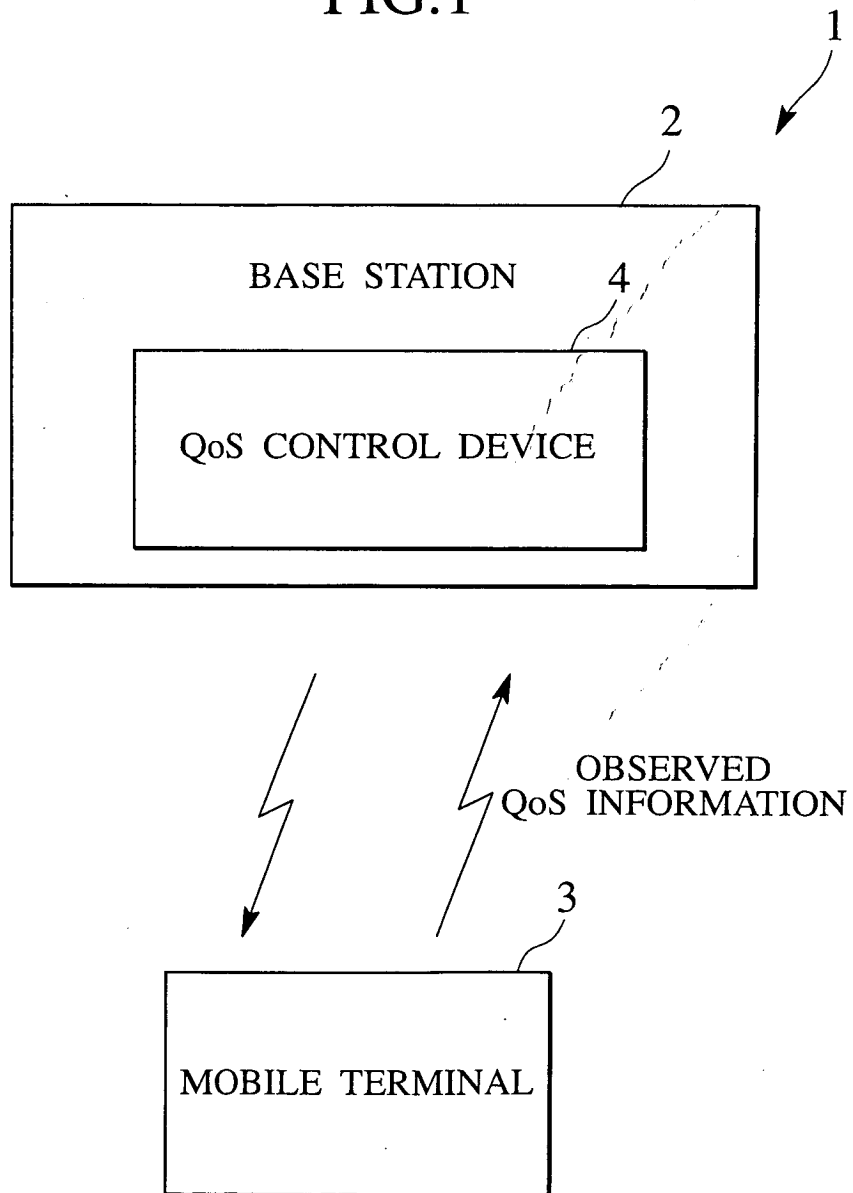 FIG.1
1
2
BASE STATION
4
QoS CONTROL DEVICE
OBSERVED
QoS INFORMATION
3
MOBILE TERMINAL